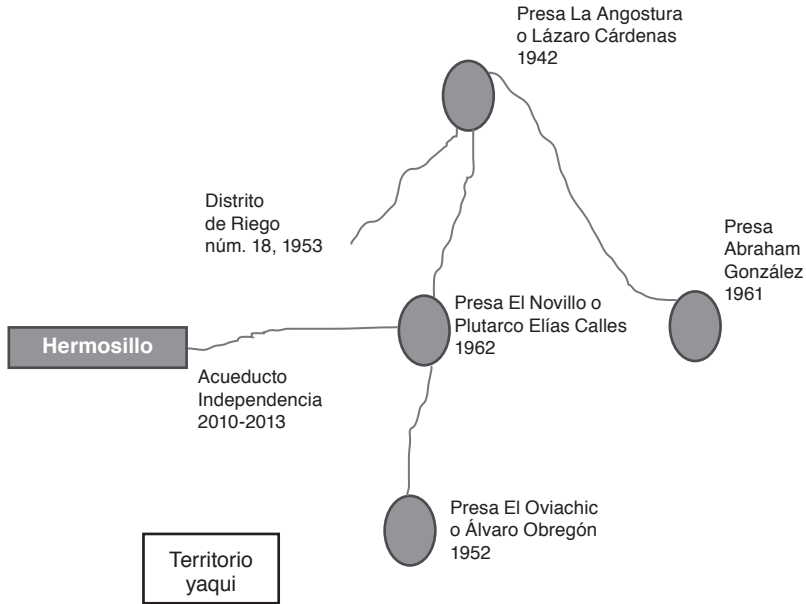 Presa La Angostura
o Lázaro Cárdenas
1942
Distrito
de Riego
núm. 18, 1953
Presa
Abraham
González
1961
Presa El Novillo o
Plutarco Elías Calles
1962
Hermosillo
Acueducto
Independencia
2010-2013
Presa El Oviachic
o Álvaro Obregón
1952
Territorio
yaqui